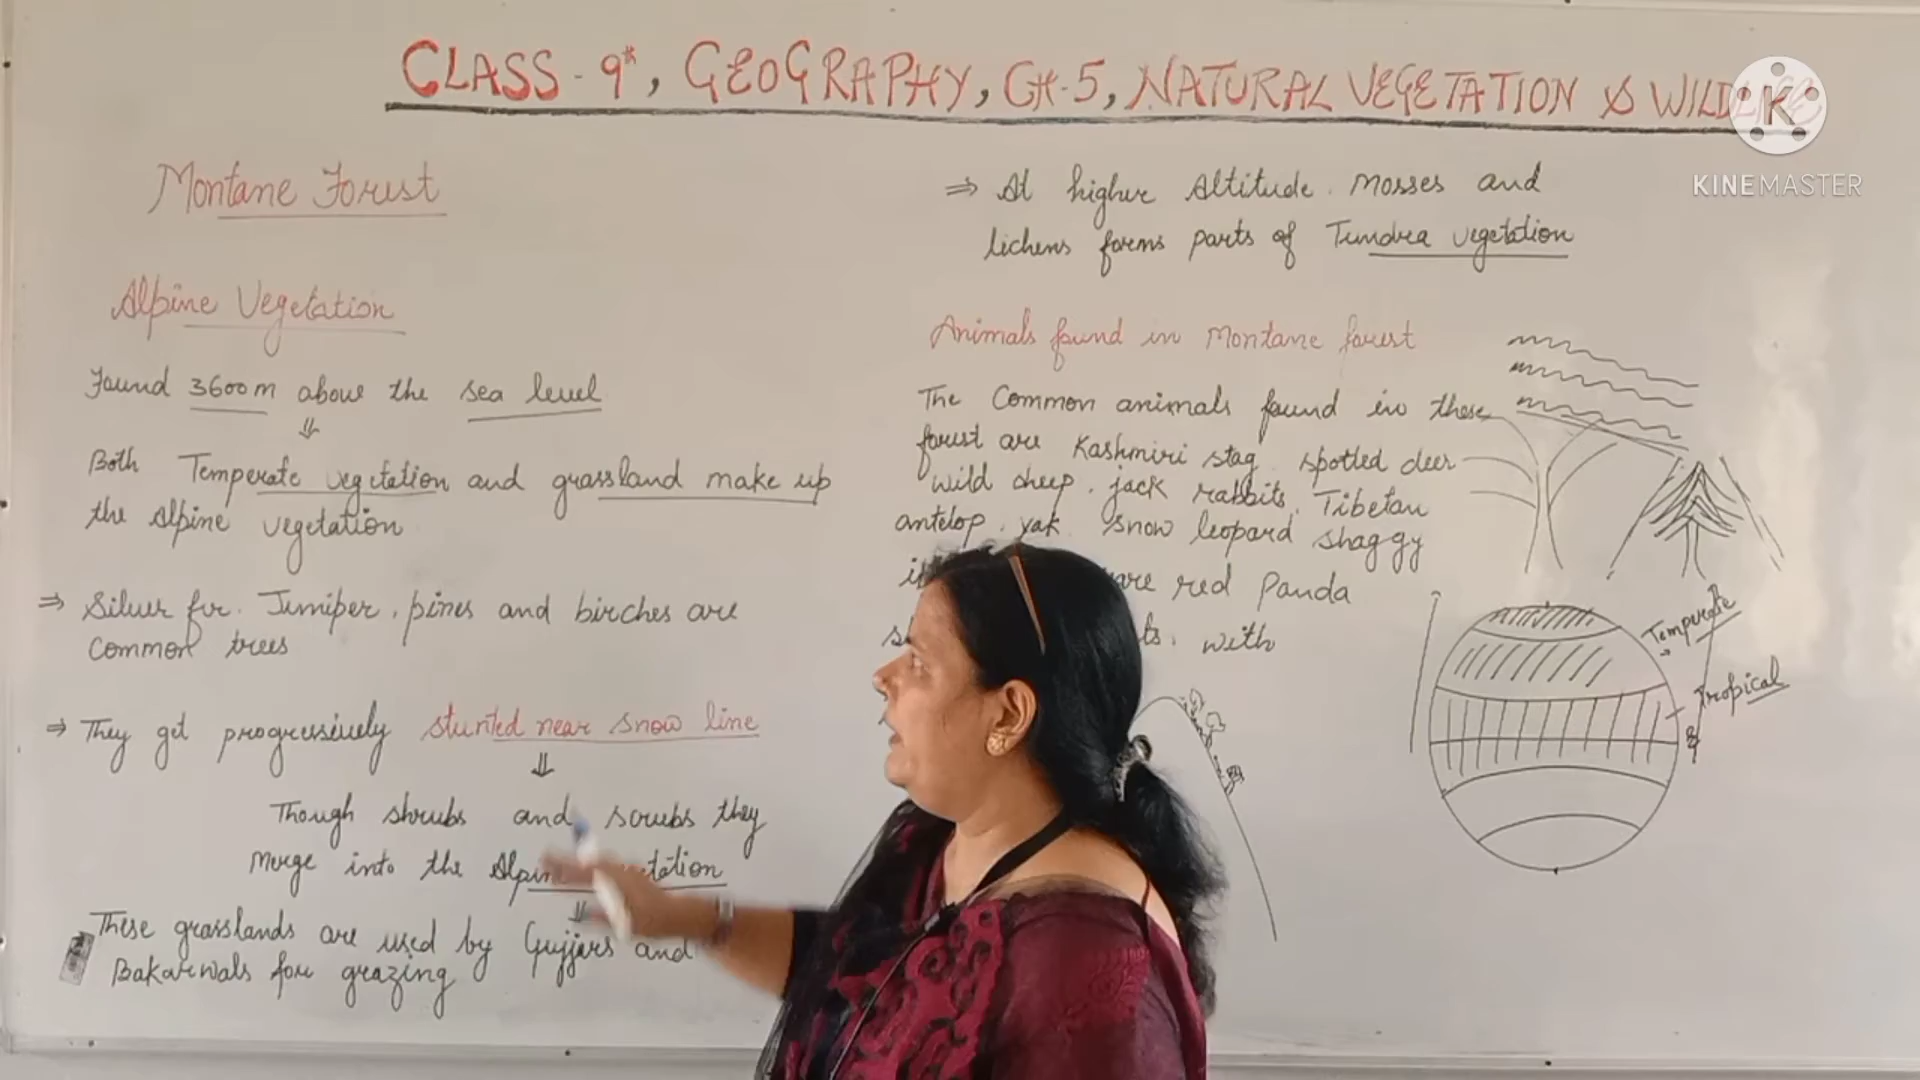 CLASS - 9th, GEOGRAPHY, CH.5, NATURAL VEGETATION & WILD
KINEMASTER
Montane Forest
Alpine Vegetation
Found 3600m above the sea level
Both Temperate vegetation and grassland make up
the Alpine vegetation
⇒ Silver fir. Juniper, pines and birches are
common trees
⇒ They get progressively stunted near snow line
Though shrubs and scrubs they
Merge into the Alpine
These grasslands are used by Gujjars and
Bakarwals for grazing
⇒ At higher Altitude. mosses and
lichens forms parts of Tundra vegetation
Animals found in Montane forest
The Common animals found in these
forest are Kashmiri stag. spotted deer
wild sheep. jack rabbits, Tibetan
antelop. yak. snow leopard shaggy
red Panda
with
Temperate
Tropical